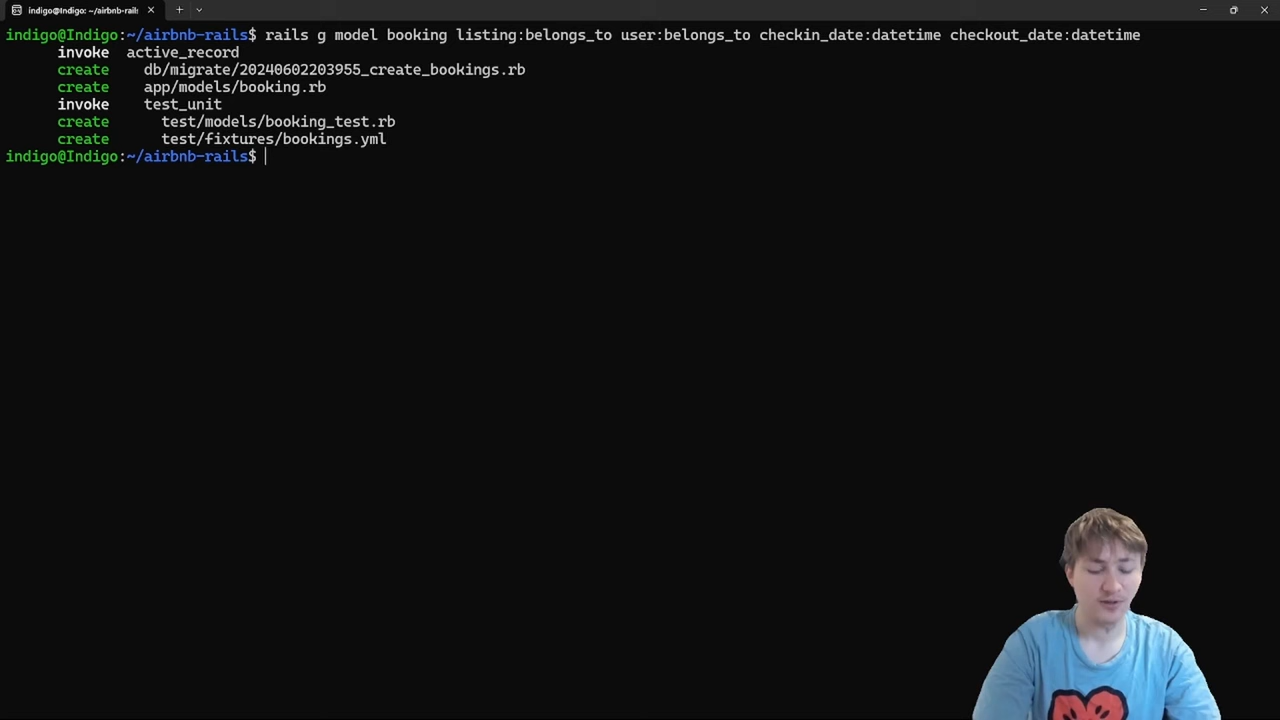 indigo@Indigo: ~/airbnb-rails
indigo@Indigo:~/airbnb-rails$ rails g model booking listing:belongs_to user:belongs_to checkin_date:datetime checkout_date:datetime
invoke active_record
create db/migrate/20240602203955_create_bookings.rb
create app/models/booking.rb
invoke test_unit
create test/models/booking_test.rb
create test/fixtures/bookings.yml
indigo@Indigo:~/airbnb-rails$